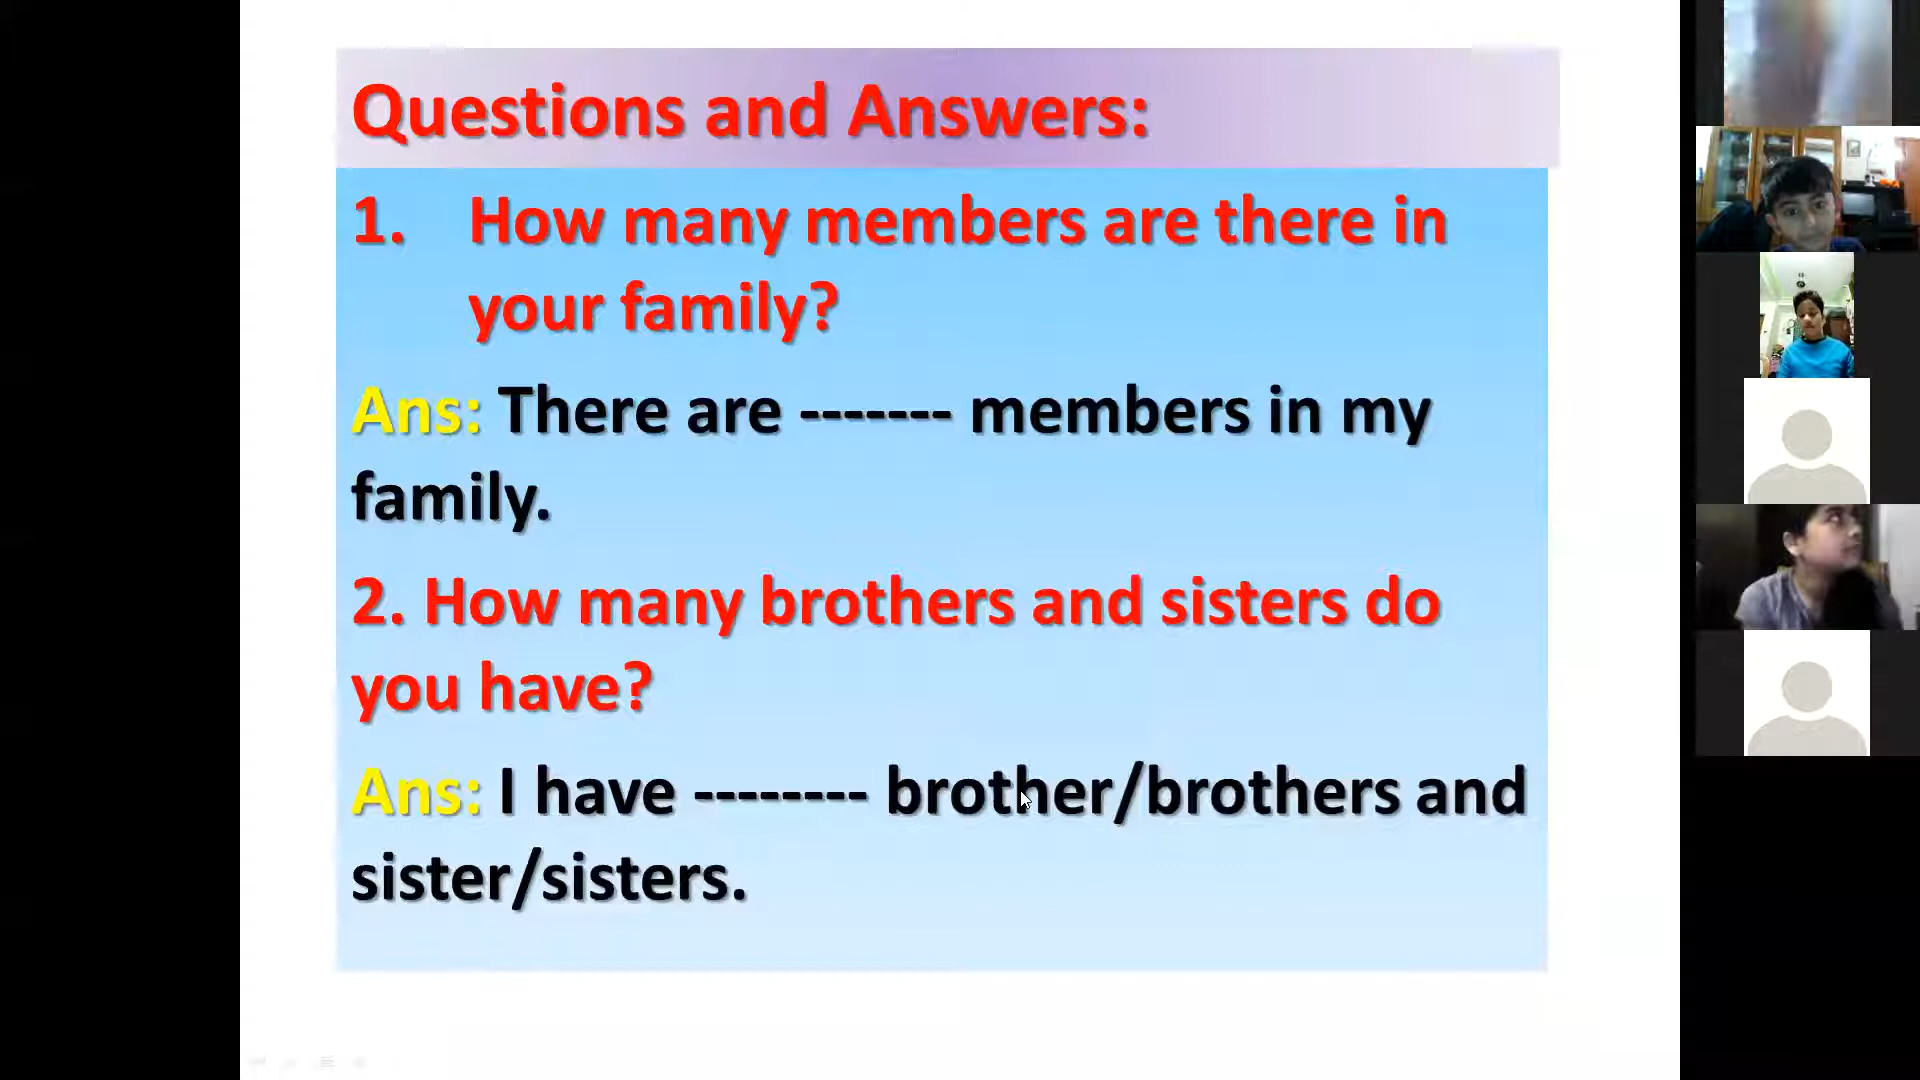 Questions and Answers:
1. How many members are there in
your family?
Ans: There are ------- members in my
family.
2. How many brothers and sisters do
you have?
Ans: I have -------- brother/brothers and
sister/sisters.